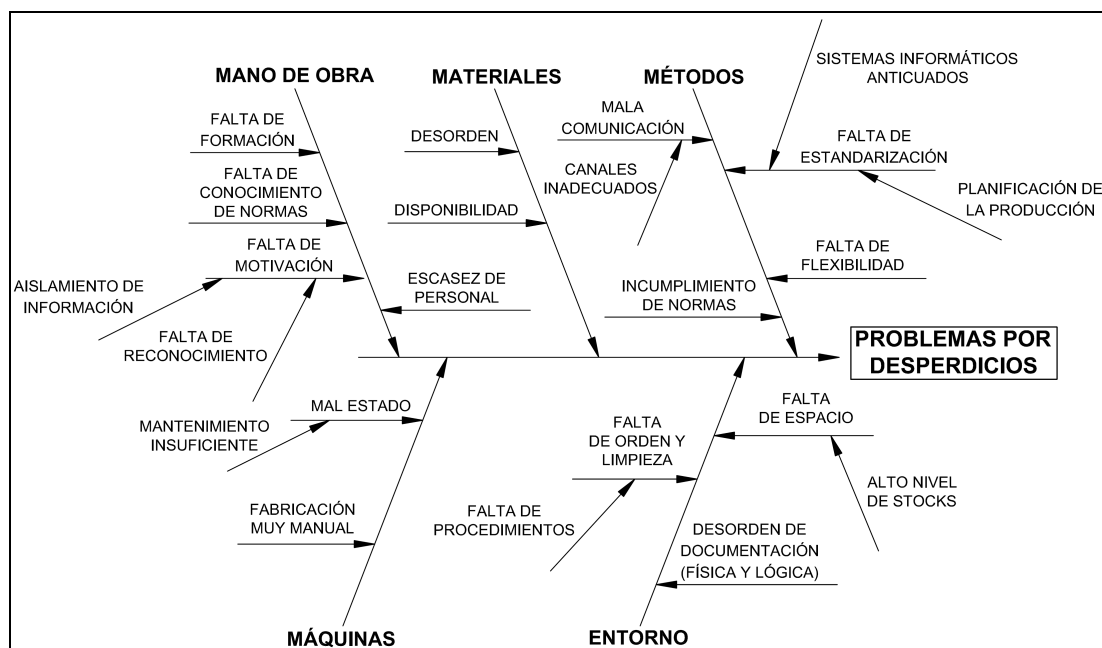 MANO DE OBRA
FALTA DE
FORMACIÓN
FALTA DE
CONOCIMIENTO
DE NORMAS
FALTA DE
MOTIVACIÓN
AISLAMIENTO DE
INFORMACIÓN
FALTA DE
RECONOCIMIENTO
ESCASEZ DE
PERSONAL
MATERIALES
DESORDEN
DISPONIBILIDAD
MÉTODOS
MALA
COMUNICACIÓN
CANALES
INADECUADOS
SISTEMAS INFORMÁTICOS
ANTICUADOS
FALTA DE
ESTANDARIZACIÓN
PLANIFICACIÓN DE
LA PRODUCCIÓN
FALTA DE
FLEXIBILIDAD
INCUMPLIMIENTO
DE NORMAS
PROBLEMAS POR
DESPERDICIOS
MAL ESTADO
MANTENIMIENTO
INSUFICIENTE
FABRICACIÓN
MUY MANUAL
MÁQUINAS
FALTA
DE ESPACIO
ALTO NIVEL
DE STOCKS
FALTA
DE ORDEN Y
LIMPIEZA
FALTA DE
PROCEDIMIENTOS
DESORDEN DE
DOCUMENTACIÓN
(FÍSICA Y LÓGICA)
ENTORNO